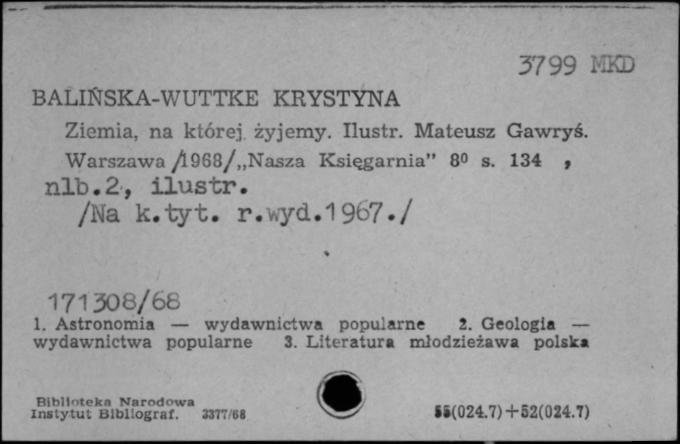 3799 MKD
BALIŃSKA-WUTTKE KRYSTYNA
Ziemia, na której żyjemy. Ilustr. Mateusz Gawryś.
Warszawa /1968/„Nasza Księgarnia” 8⁰ s. 134 ,
nlb.2, ilustr.
/Na k.tyt. r.wyd.1967./
171308/68
1. Astronomia — wydawnictwa popularne 2. Geologia —
wydawnictwa popularne 3. Literatura młodzieżawa polska
Biblioteka Narodowa
Instytut Bibliograf. 3377/68
55(024.7)+52(024.7)